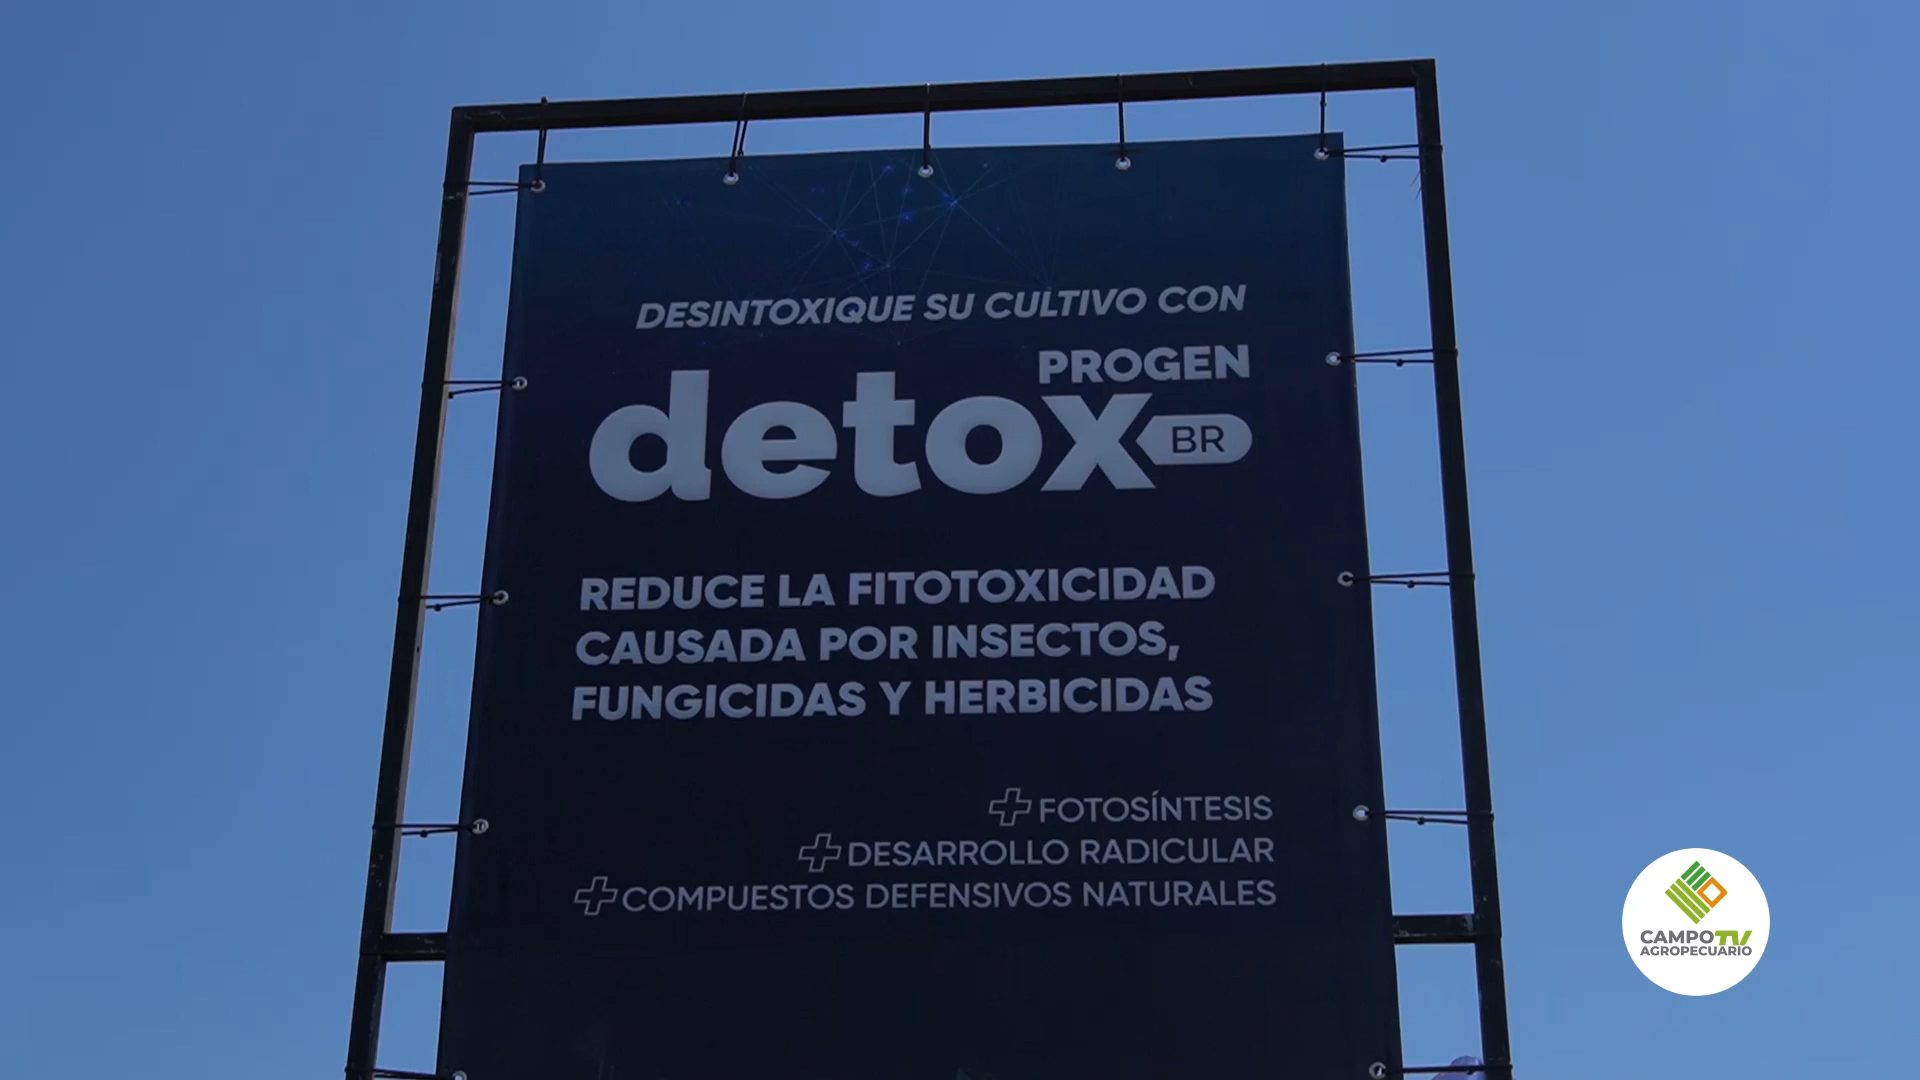 DESINTOXIQUE SU CULTIVO CON
PROGEN
detox BR
REDUCE LA FITOTOXICIDAD
CAUSADA POR INSECTOS,
FUNGICIDAS Y HERBICIDAS
+ FOTOSÍNTESIS
+ DESARROLLO RADICULAR
+ COMPUESTOS DEFENSIVOS NATURALES
CAMPO TV
AGROPECUARIO